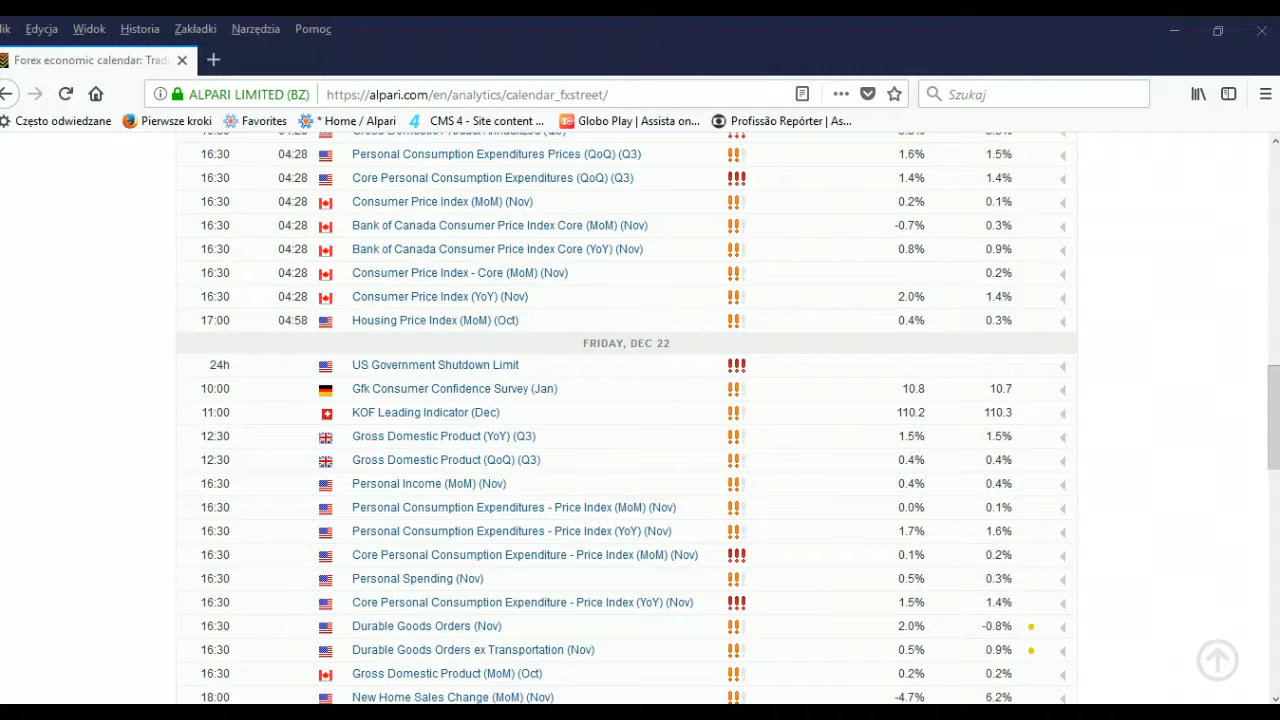 lik Edycja Widok Historia Zakładki Narzędzia Pomoc
Forex economic calendar: Tradi
ALPARI LIMITED (BZ) https://alpari.com/en/analytics/calendar_fxstreet/ Szukaj
Często odwiedzane Pierwsze kroki Favorites * Home / Alpari CMS 4 - Site content ... Globo Play | Assista on... Profissão Repórter | As...
16:30 04:28 Personal Consumption Expenditures Prices (QoQ) (Q3) 1.6% 1.5%
16:30 04:28 Core Personal Consumption Expenditures (QoQ) (Q3) 1.4% 1.4%
16:30 04:28 Consumer Price Index (MoM) (Nov) 0.2% 0.1%
16:30 04:28 Bank of Canada Consumer Price Index Core (MoM) (Nov) -0.7% 0.3%
16:30 04:28 Bank of Canada Consumer Price Index Core (YoY) (Nov) 0.8% 0.9%
16:30 04:28 Consumer Price Index - Core (MoM) (Nov) 0.2%
16:30 04:28 Consumer Price Index (YoY) (Nov) 2.0% 1.4%
17:00 04:58 Housing Price Index (MoM) (Oct) 0.4% 0.3%
FRIDAY, DEC 22
24h US Government Shutdown Limit
10:00 Gfk Consumer Confidence Survey (Jan) 10.8 10.7
11:00 KOF Leading Indicator (Dec) 110.2 110.3
12:30 Gross Domestic Product (YoY) (Q3) 1.5% 1.5%
12:30 Gross Domestic Product (QoQ) (Q3) 0.4% 0.4%
16:30 Personal Income (MoM) (Nov) 0.4% 0.4%
16:30 Personal Consumption Expenditures - Price Index (MoM) (Nov) 0.0% 0.1%
16:30 Personal Consumption Expenditures - Price Index (YoY) (Nov) 1.7% 1.6%
16:30 Core Personal Consumption Expenditure - Price Index (MoM) (Nov) 0.1% 0.2%
16:30 Personal Spending (Nov) 0.5% 0.3%
16:30 Core Personal Consumption Expenditure - Price Index (YoY) (Nov) 1.5% 1.4%
16:30 Durable Goods Orders (Nov) 2.0% -0.8%
16:30 Durable Goods Orders ex Transportation (Nov) 0.5% 0.9%
16:30 Gross Domestic Product (MoM) (Oct) 0.2% 0.2%
18:00 New Home Sales Change (MoM) (Nov) -4.7% 6.2%